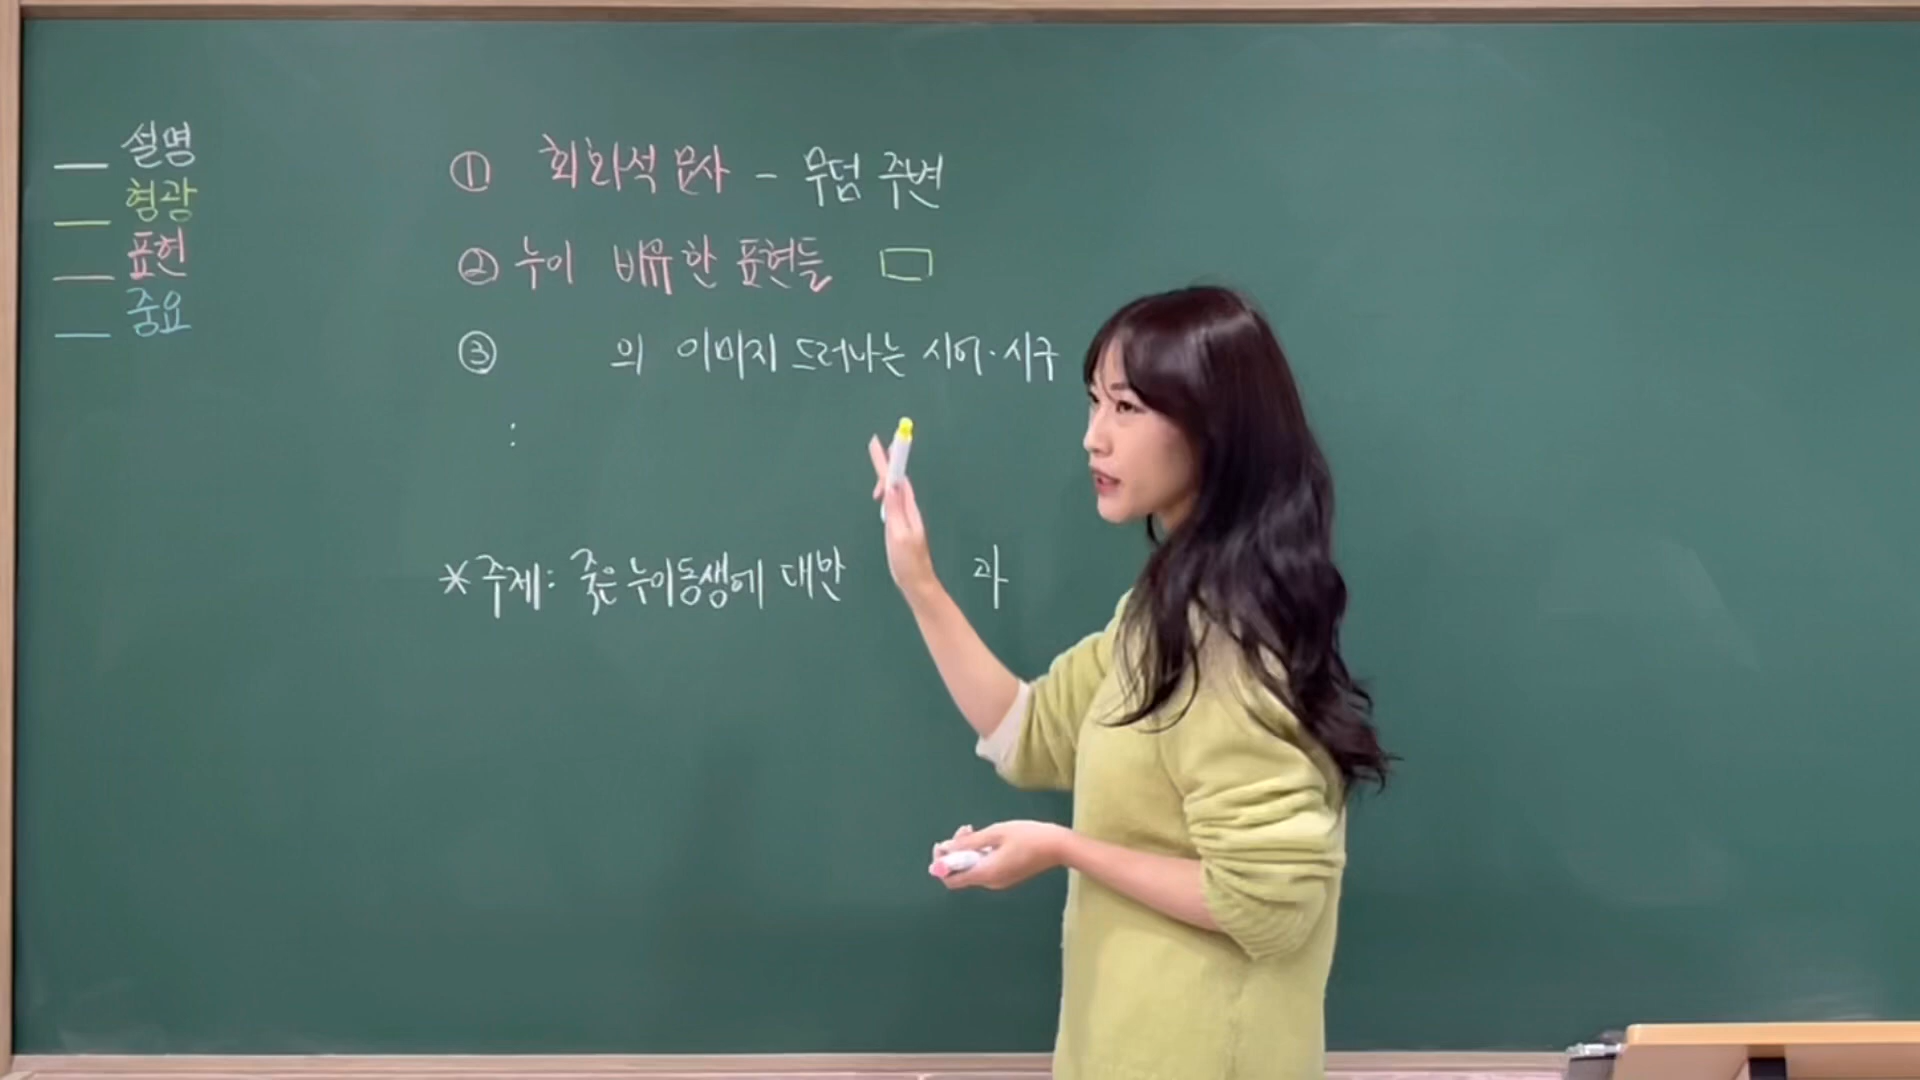 설명
형광
표현
중요
① 회화적 묘사 - 무덤 주변
② 누이 비유한 표현들
③ 의 이미지 드러나는 시어·시구
:
* 주제: 죽은 누이동생에 대한 과